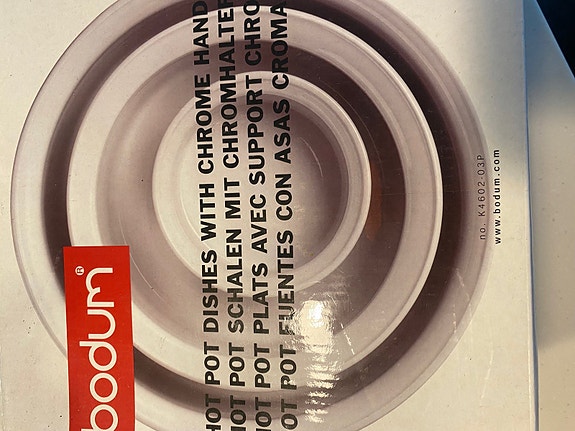 bodum®
HOT POT DISHES WITH CHROME HAND
HOT POT SCHALEN MIT CHROMHALTER
HOT POT PLATS AVEC SUPPORT CHRO
HOT POT FUENTES CON ASAS CROMA
no. K4602-03P
www.bodum.com